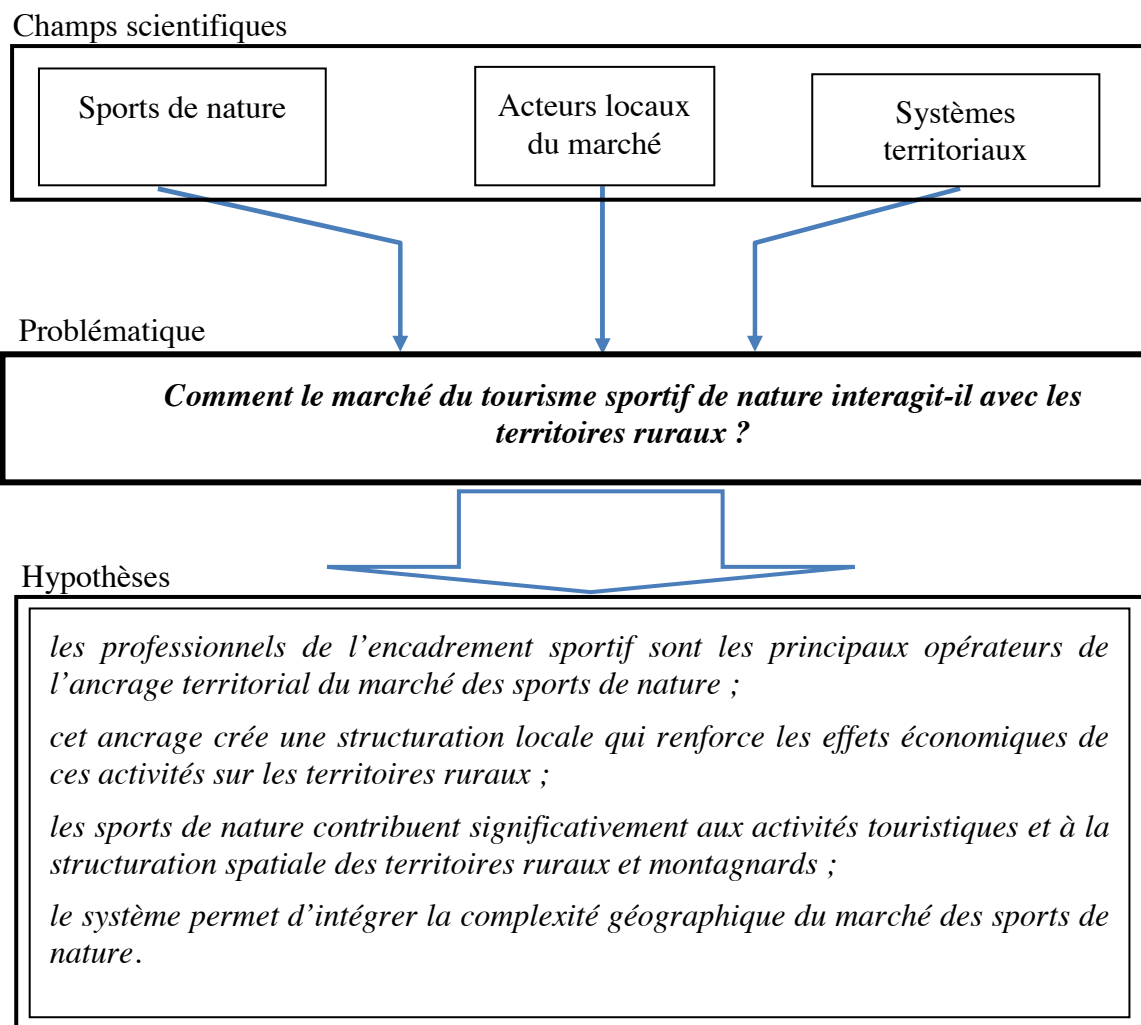 Champs scientifiques
Sports de nature
Acteurs locaux
du marché
Systèmes
territoriaux
Problématique
Comment le marché du tourisme sportif de nature interagit-il avec les
territoires ruraux ?
Hypothèses
les professionnels de l’encadrement sportif sont les principaux opérateurs de
l’ancrage territorial du marché des sports de nature ;
cet ancrage crée une structuration locale qui renforce les effets économiques de
ces activités sur les territoires ruraux ;
les sports de nature contribuent significativement aux activités touristiques et à la
structuration spatiale des territoires ruraux et montagnards ;
le système permet d’intégrer la complexité géographique du marché des sports de
nature.